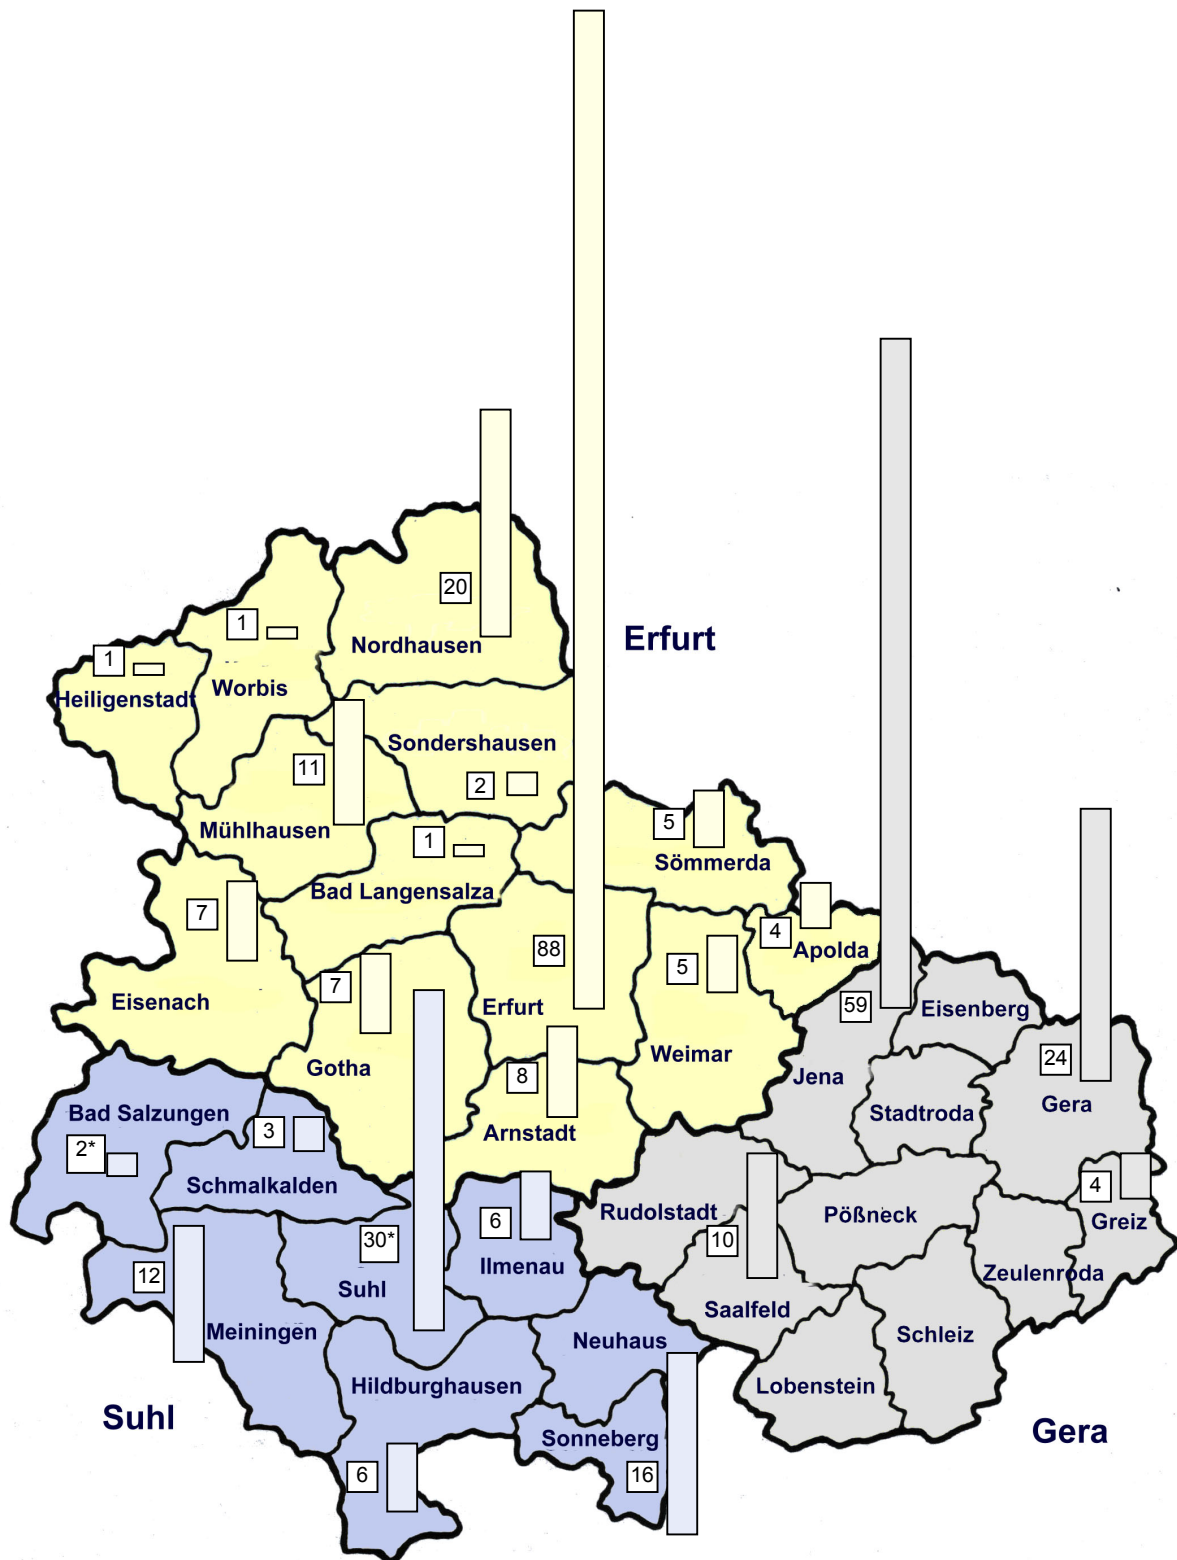 20
Nordhausen
Erfurt
1
Worbis
1
Heiligenstadt
Sondershausen
2
11
Mühlhausen
5
Sömmerda
1
Bad Langensalza
7
Eisenach
4
Apolda
88
Erfurt
5
Weimar
7
Gotha
59
Jena
Eisenberg
24
Gera
8
Arnstadt
Stadtroda
Bad Salzungen
2*
3
Schmalkalden
4
Greiz
Rudolstadt
Pößneck
6
Ilmenau
30*
Suhl
10
Saalfeld
Zeulenroda
12
Meiningen
Neuhaus
Schleiz
Hildburghausen
Lobenstein
Suhl
Sonneberg
Gera
6
16